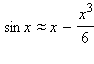 sin x ≈ x − x³/6